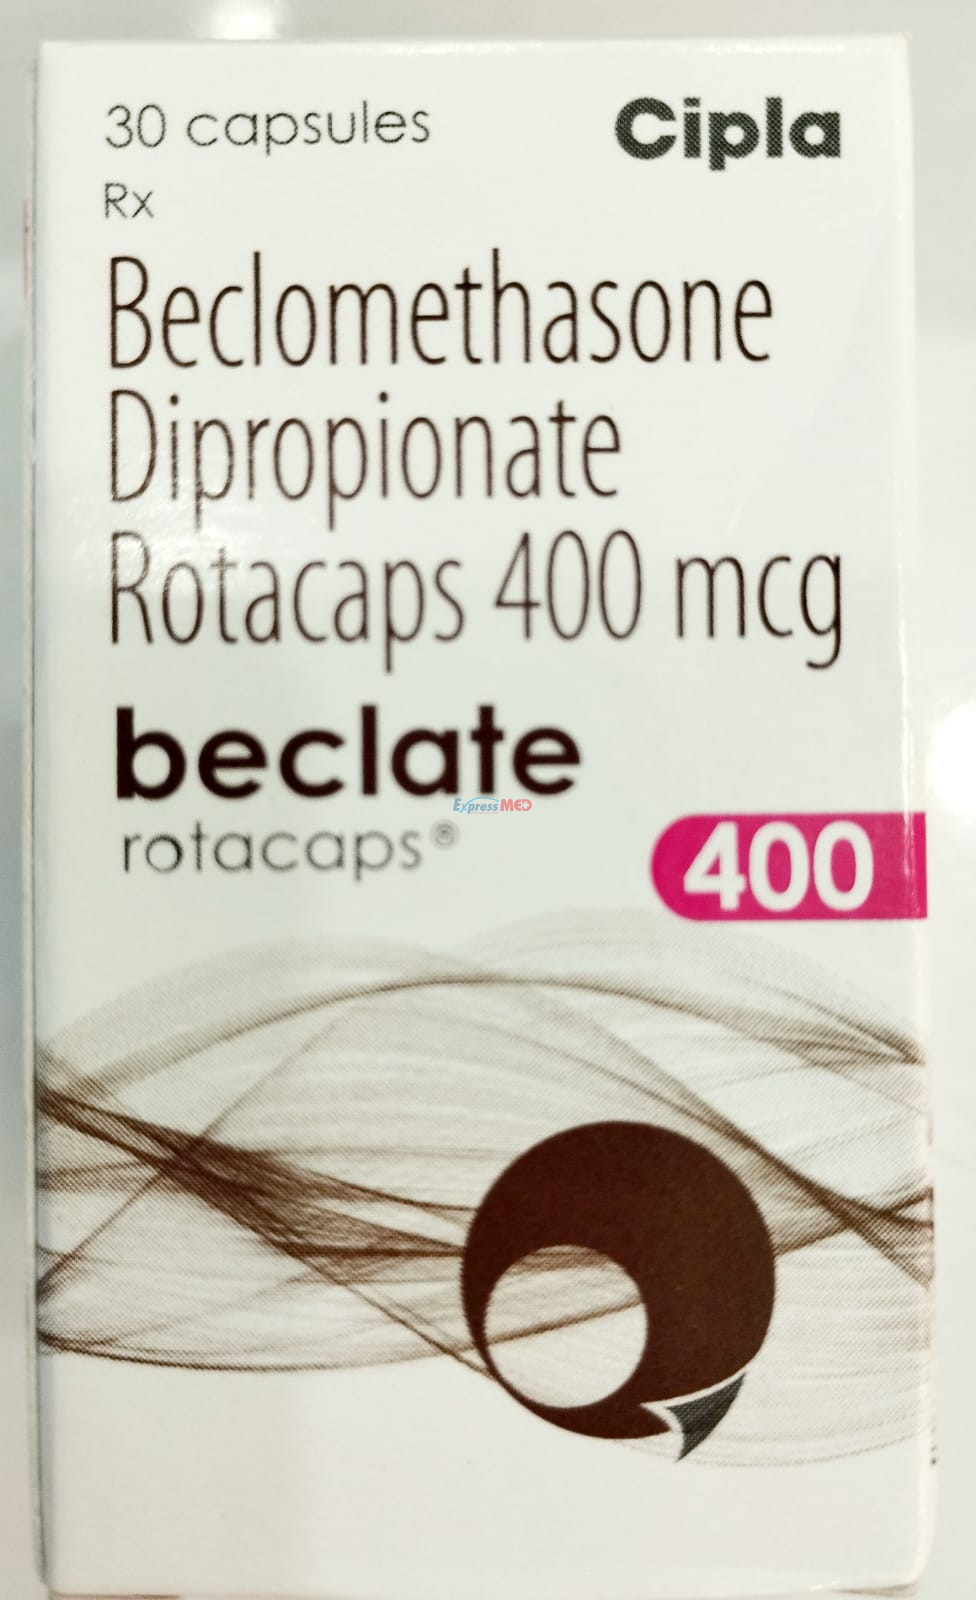 30 capsules
Cipla
Rx
Beclomethasone
Dipropionate
Rotacaps 400 mcg
beclate
ExpressMED
rotacaps®
400